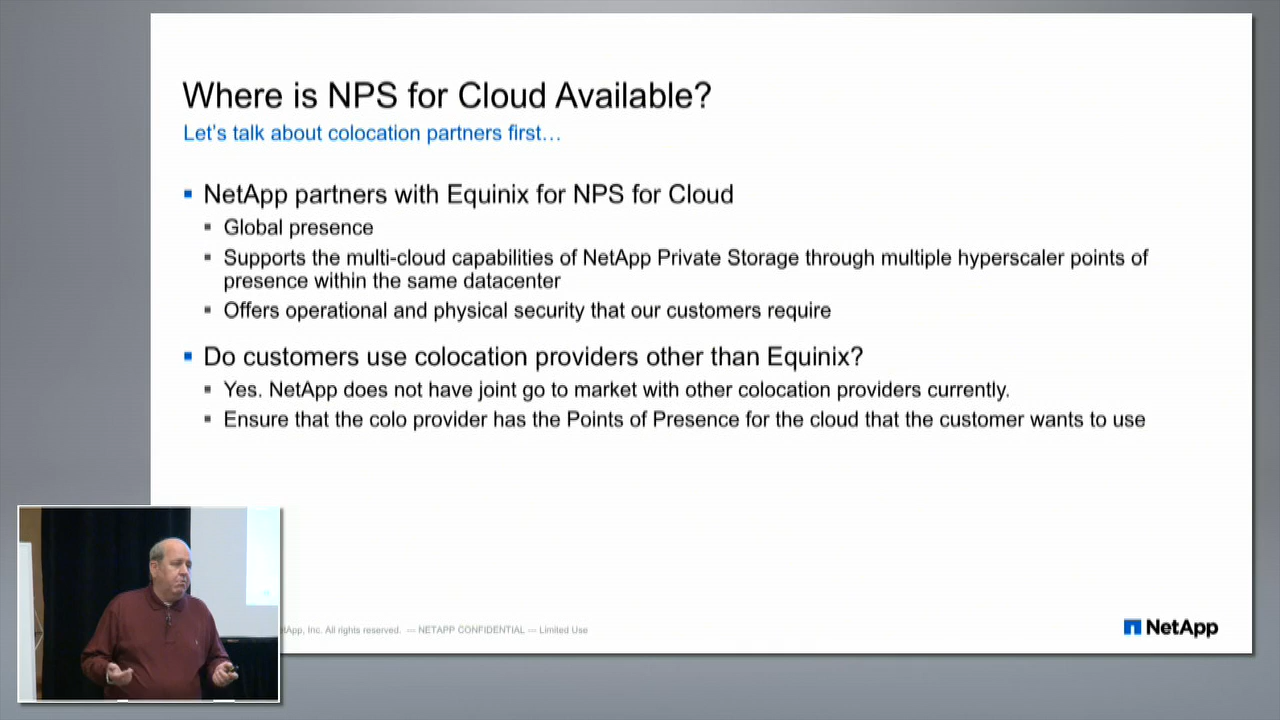 Where is NPS for Cloud Available?
Let's talk about colocation partners first…
NetApp partners with Equinix for NPS for Cloud
Global presence
Supports the multi-cloud capabilities of NetApp Private Storage through multiple hyperscaler points of
presence within the same datacenter
Offers operational and physical security that our customers require
Do customers use colocation providers other than Equinix?
Yes. NetApp does not have joint go to market with other colocation providers currently.
Ensure that the colo provider has the Points of Presence for the cloud that the customer wants to use
Inc. All rights reserved. — NETAPP CONFIDENTIAL — Limited Use
NetApp